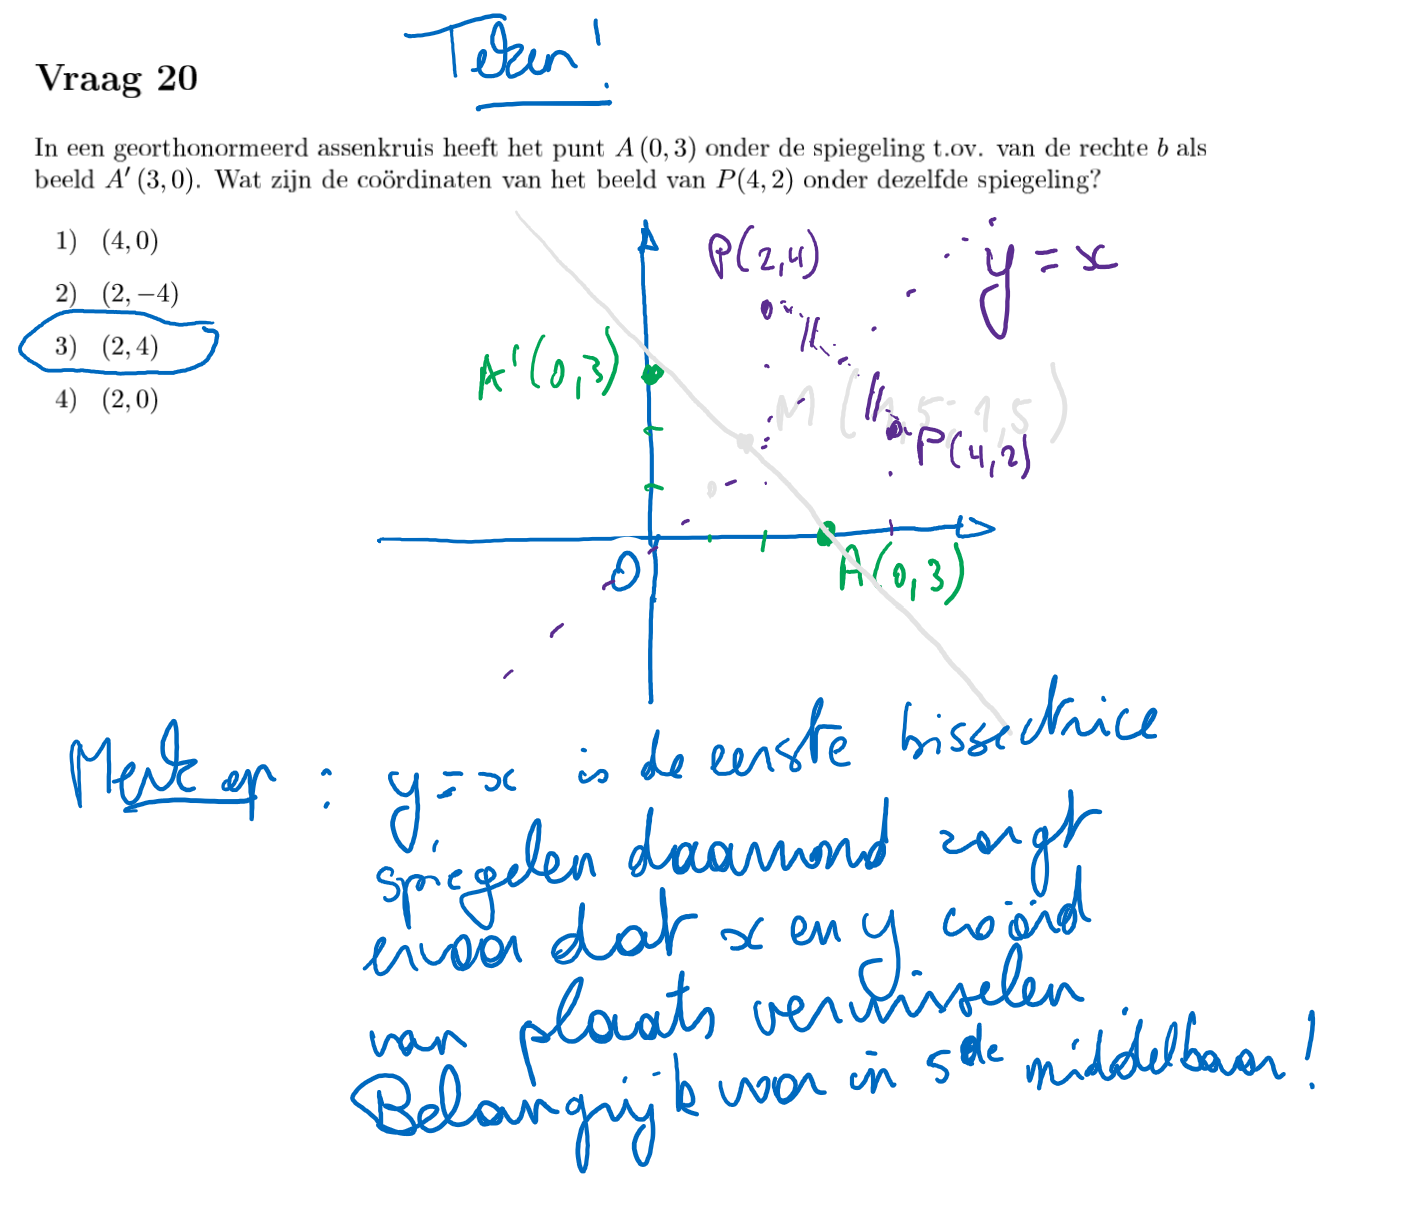 Teken!
Vraag 20
In een georthonormeerd assenkruis heeft het punt A (0, 3) onder de spiegeling t.ov. van de rechte b als
beeld A′ (3, 0). Wat zijn de coördinaten van het beeld van P(4, 2) onder dezelfde spiegeling?
1) (4, 0)
2) (2, −4)
3) (2, 4)
4) (2, 0)
P(2,4)
y = x
A'(0,3)
M (1,5; 1,5)
P(4,2)
O
A(0,3)
Merk op : y = x is de eerste bissectrice
spiegelen daarrond zorgt
ervoor dat x en y coörd
van plaats verwisselen
Belangrijk voor in 5de middelbaar!